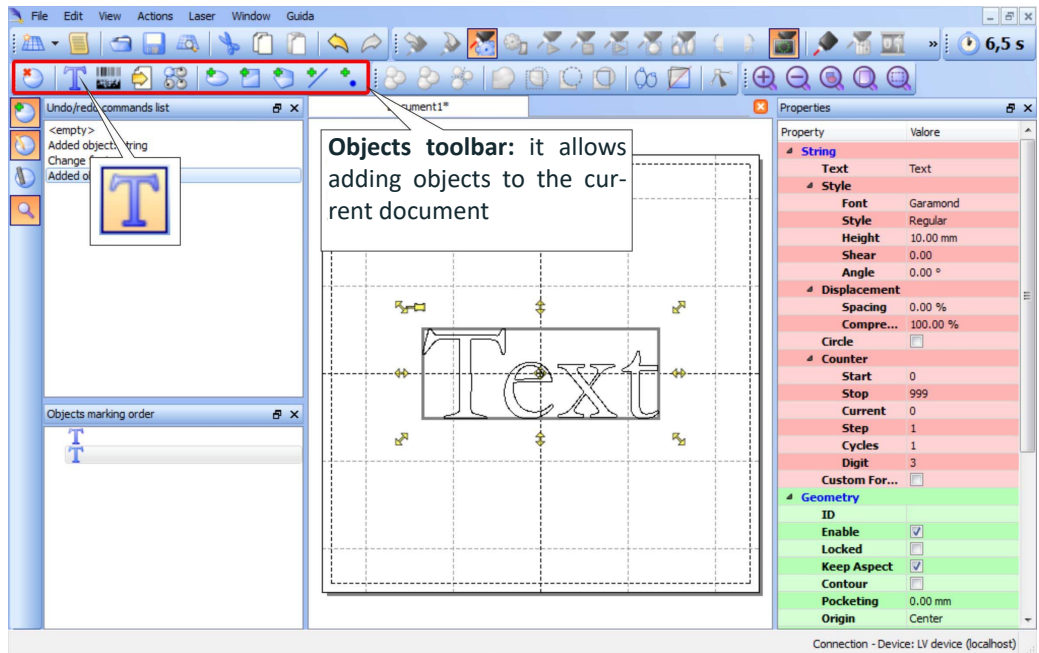 File Edit View Actions Laser Window Guida
» 6,5 s
Undo/redo commands list
<empty>
Added object: String
Change
Added
Document1*
Objects toolbar: it allows
adding objects to the cur-
rent document
Text
Objects marking order
T
T
T
Properties
Property Valore
String
Text Text
Style
Font Garamond
Style Regular
Height 10.00 mm
Shear 0.00
Angle 0.00 °
Displacement
Spacing 0.00 %
Compre... 100.00 %
Circle
Counter
Start 0
Stop 999
Current 0
Step 1
Cycles 1
Digit 3
Custom For...
Geometry
ID
Enable
Locked
Keep Aspect
Contour
Pocketing 0.00 mm
Origin Center
Connection - Device: LV device (localhost)